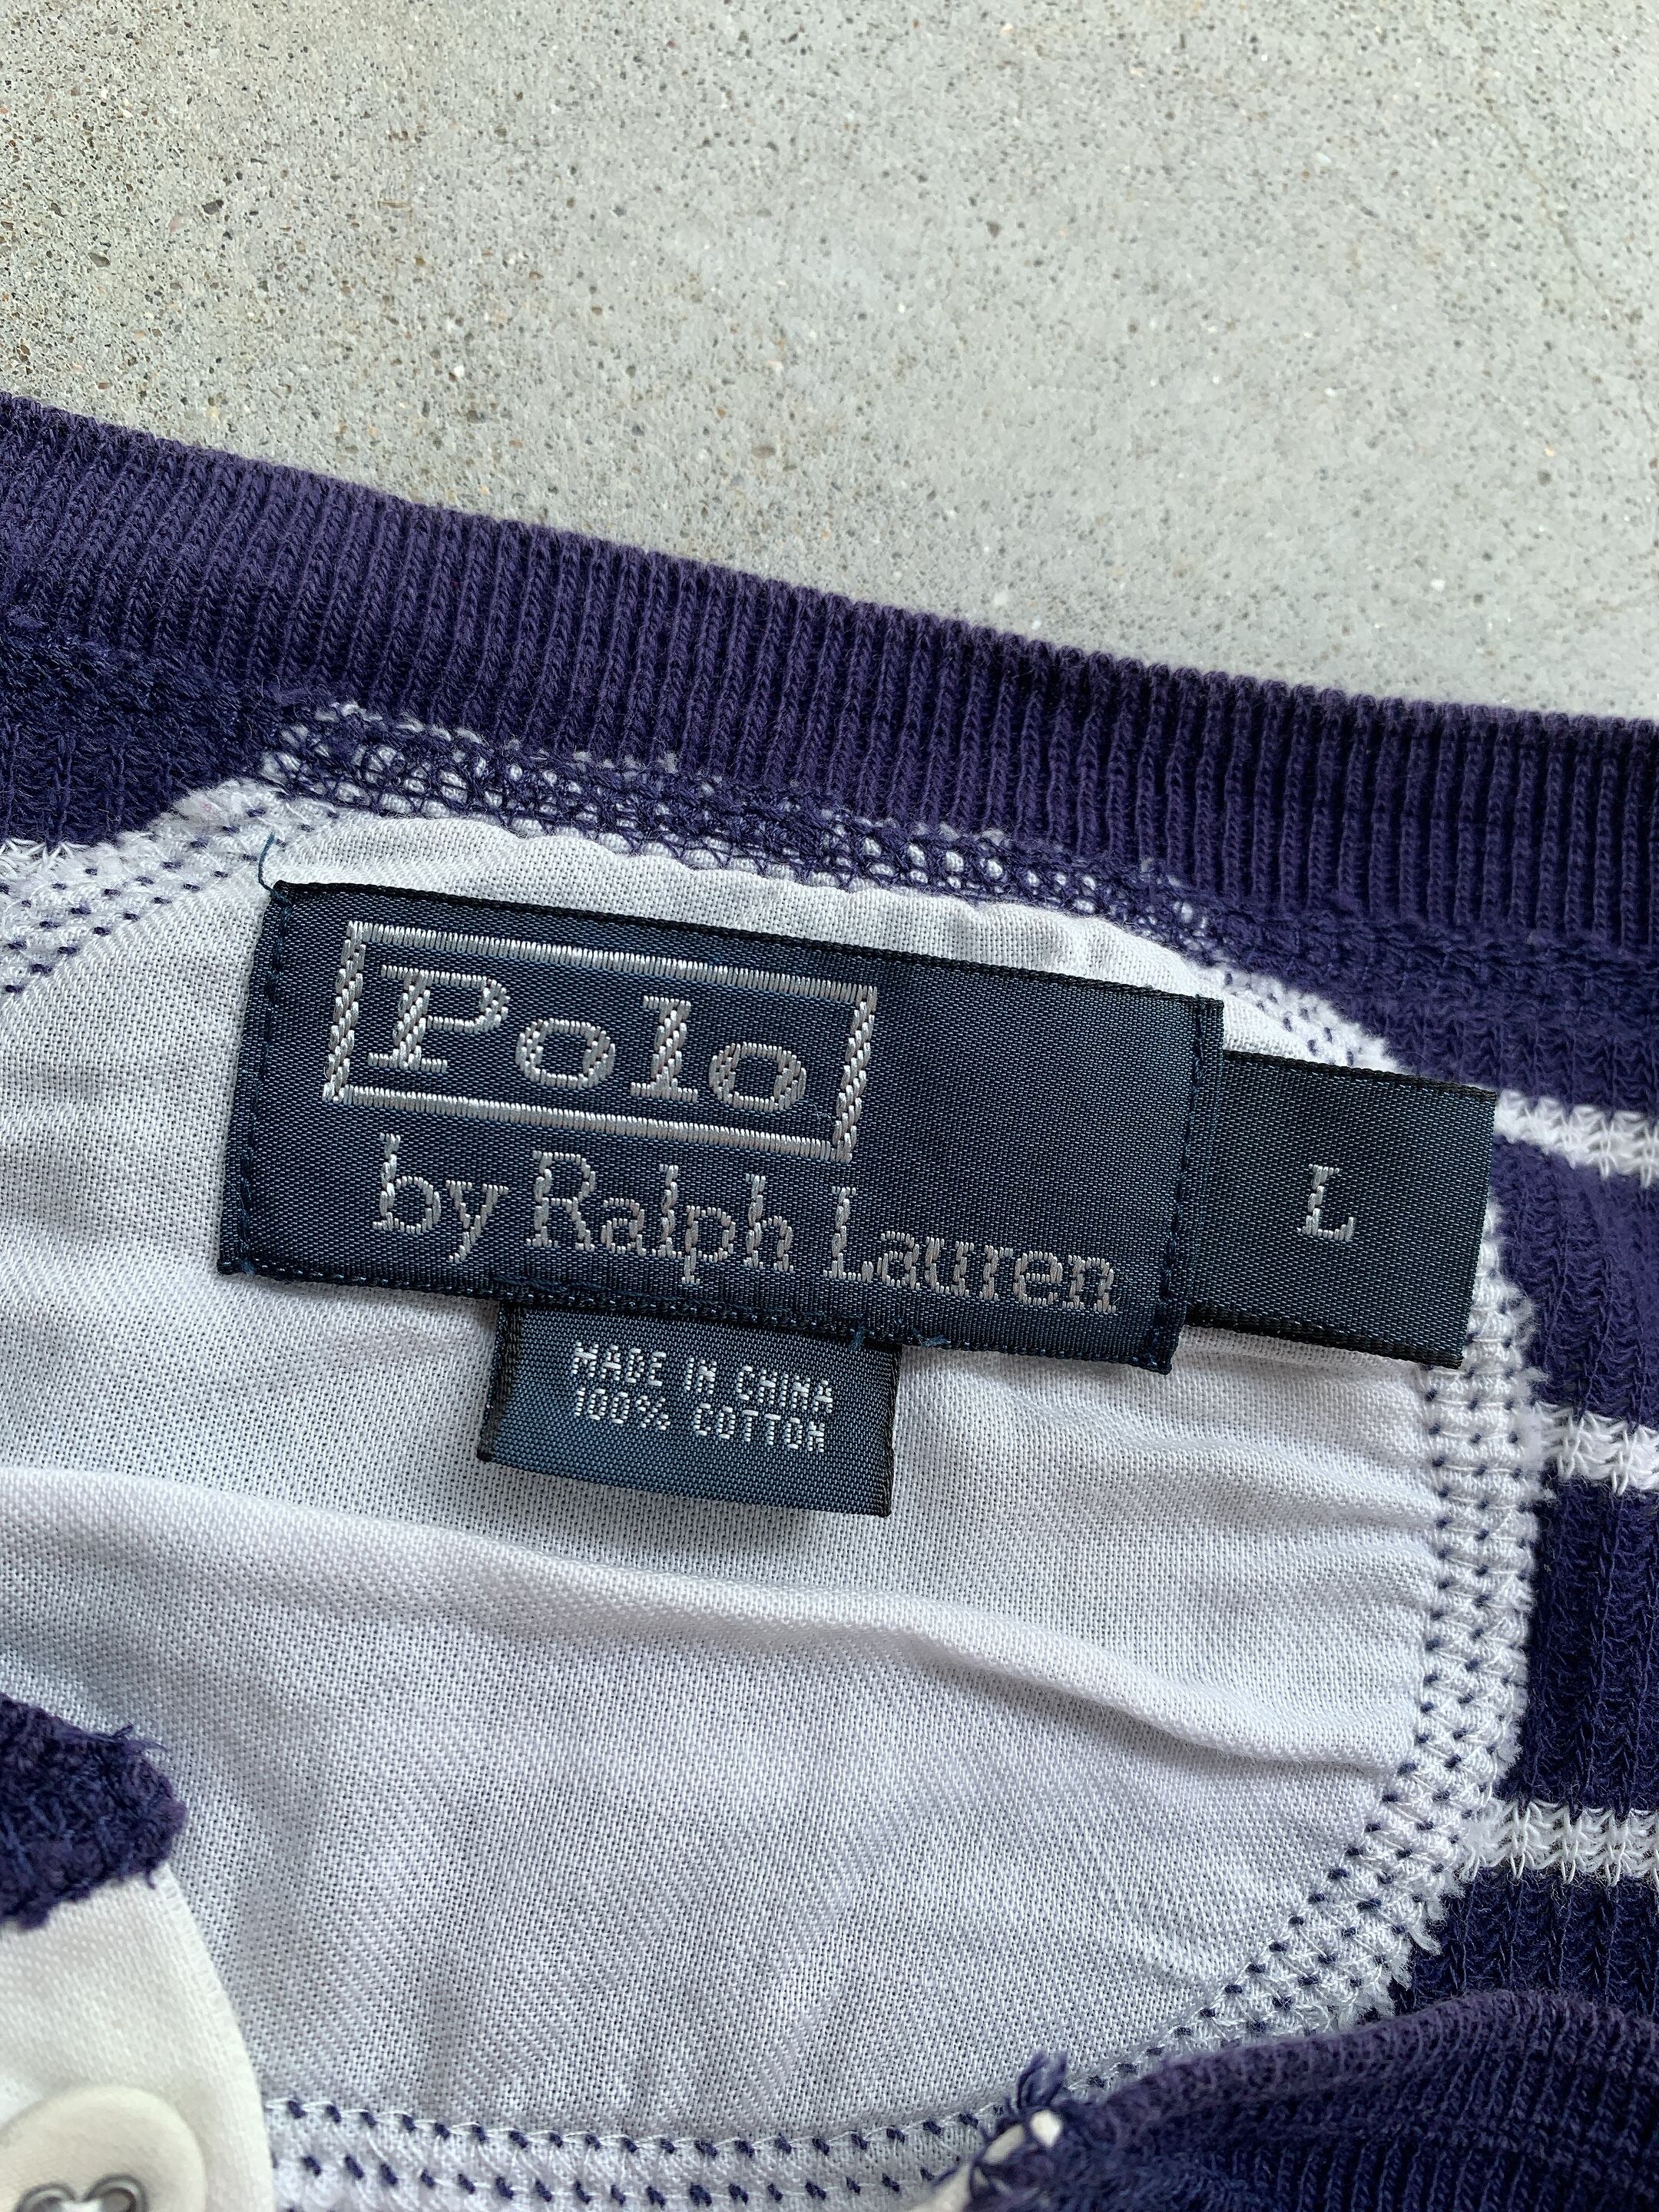 Polo
by Ralph Lauren
L
MADE IN CHINA
100% COTTON